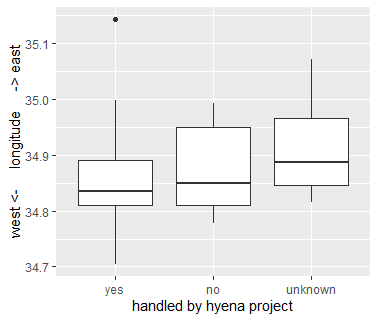 west <-    longitude    -> east
35.1
35.0
34.9
34.8
34.7
yes no unknown
handled by hyena project